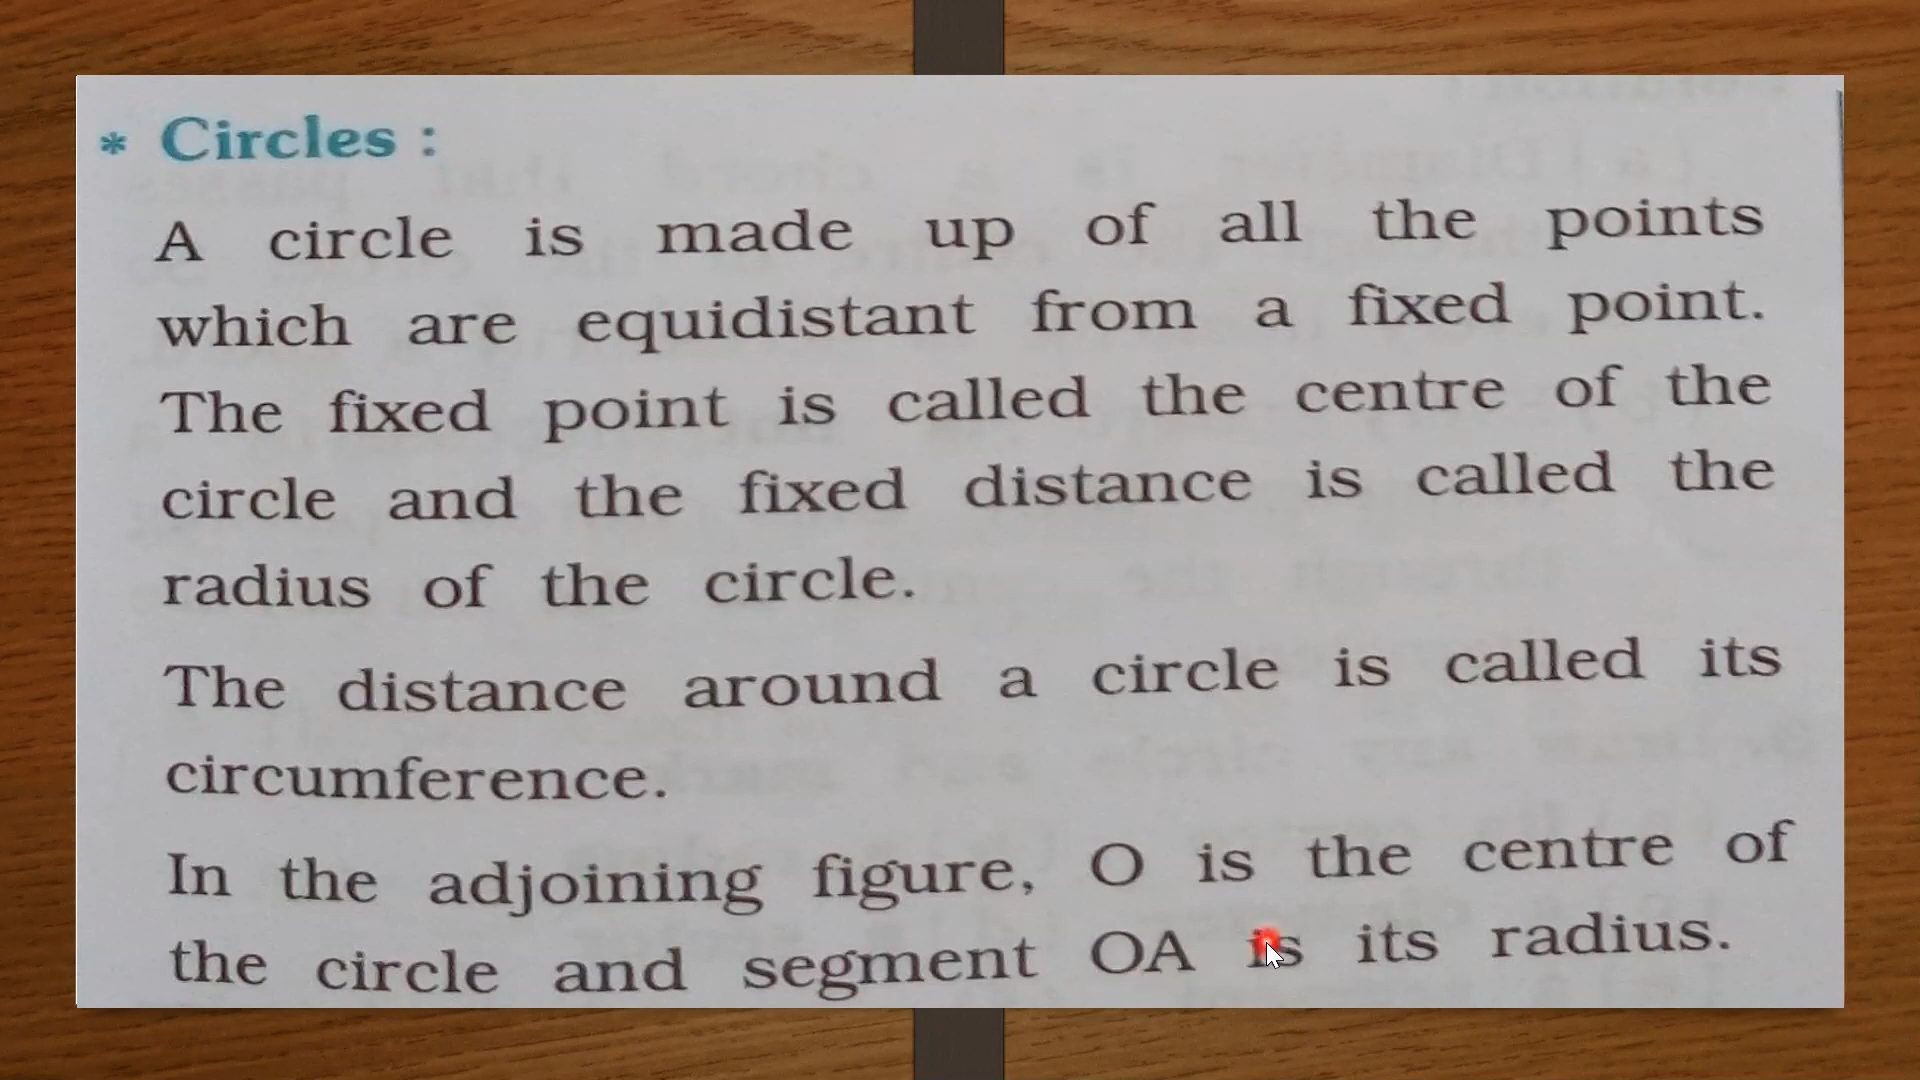 * Circles :
A circle is made up of all the points
which are equidistant from a fixed point.
The fixed point is called the centre of the
circle and the fixed distance is called the
radius of the circle.
The distance around a circle is called its
circumference.
In the adjoining figure, O is the centre of
the circle and segment OA is its radius.